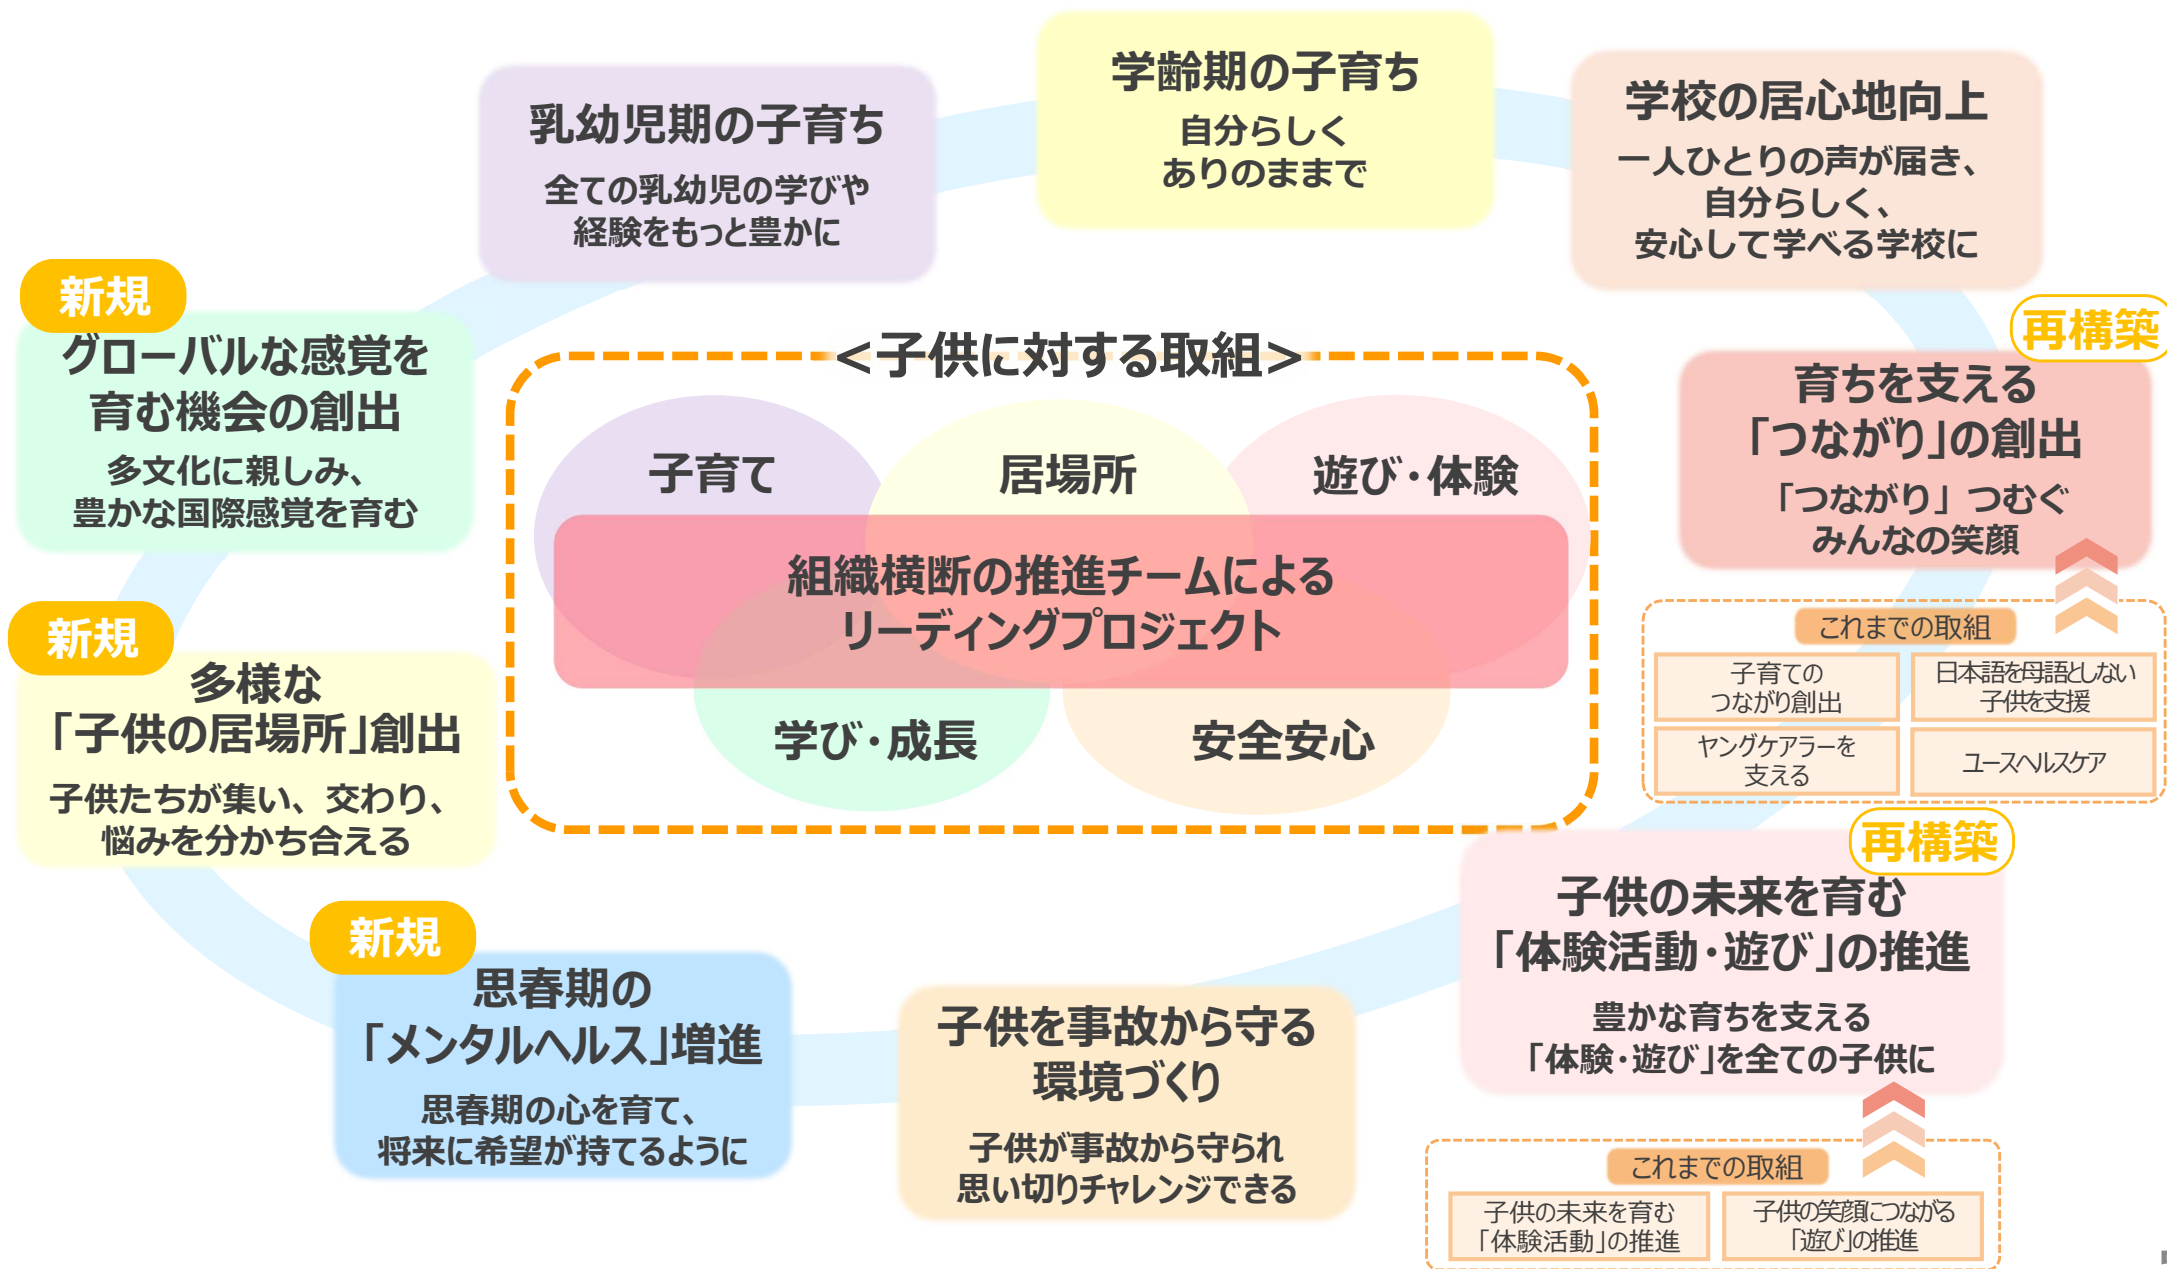 学齢期の子育ち
自分らしく
ありのままで
学校の居心地向上
一人ひとりの声が届き、
自分らしく、
安心して学べる学校に
乳幼児期の子育ち
全ての乳幼児の学びや
経験をもっと豊かに
新規
グローバルな感覚を
育む機会の創出
多文化に親しみ、
豊かな国際感覚を育む
<子供に対する取組>
子育て
居場所
遊び・体験
組織横断の推進チームによる
リーディングプロジェクト
学び・成長
安全安心
再構築
育ちを支える
「つながり」の創出
「つながり」つむぐ
みんなの笑顔
これまでの取組
子育ての
つながり創出
日本語を母語としない
子供を支援
ヤングケアラーを
支える
ユースヘルスケア
新規
多様な
「子供の居場所」創出
子供たちが集い、交わり、
悩みを分かち合える
再構築
子供の未来を育む
「体験活動・遊び」の推進
豊かな育ちを支える
「体験・遊び」を全ての子供に
これまでの取組
子供の未来を育む
「体験活動」の推進
子供の笑顔につながる
「遊び」の推進
新規
思春期の
「メンタルヘルス」増進
思春期の心を育て、
将来に希望が持てるように
子供を事故から守る
環境づくり
子供が事故から守られ
思い切りチャレンジできる